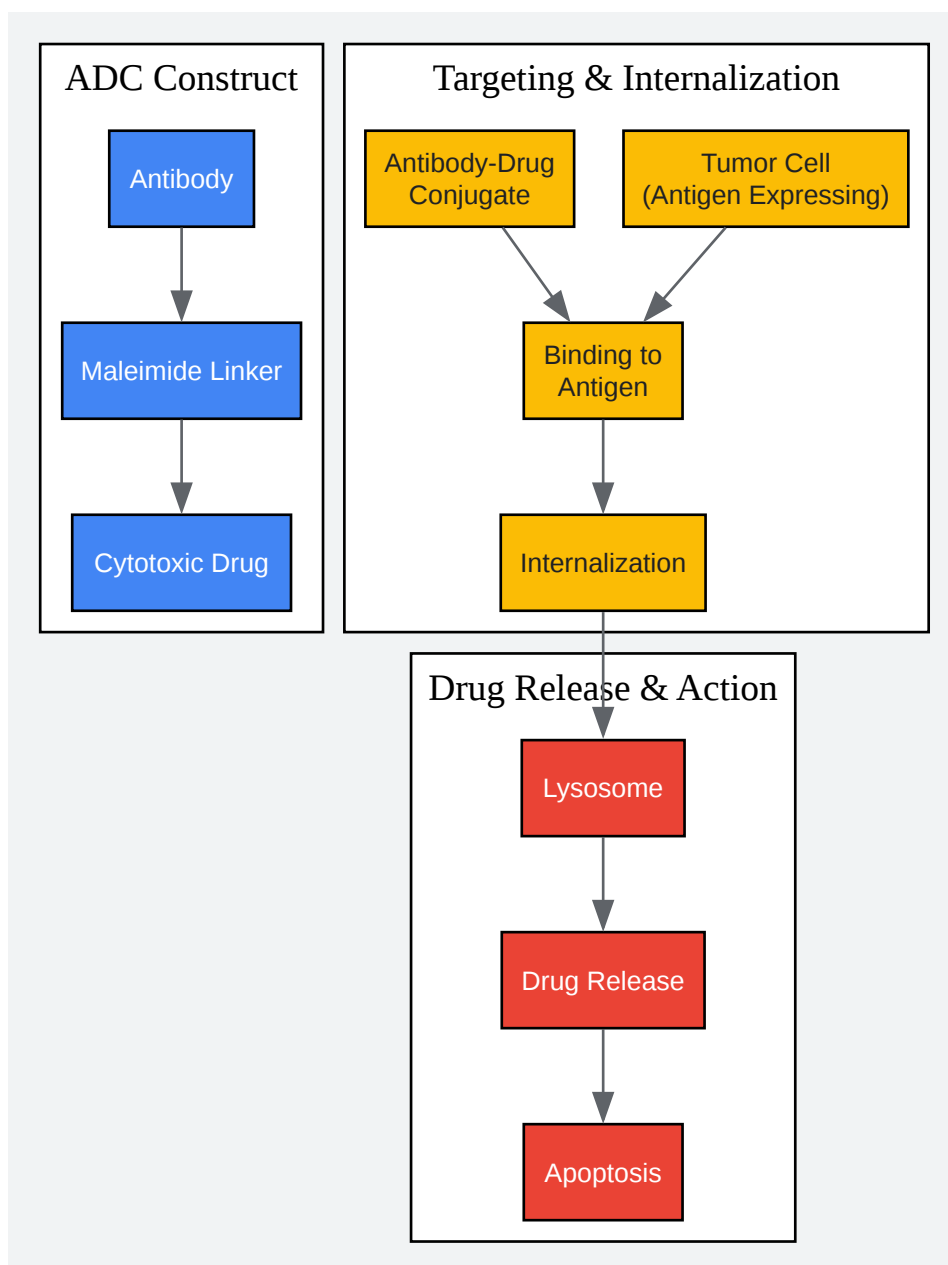 ADC Construct
Antibody
Maleimide Linker
Cytotoxic Drug
Targeting & Internalization
Antibody-Drug
Conjugate
Tumor Cell
(Antigen Expressing)
Binding to
Antigen
Internalization
Drug Release & Action
Lysosome
Drug Release
Apoptosis